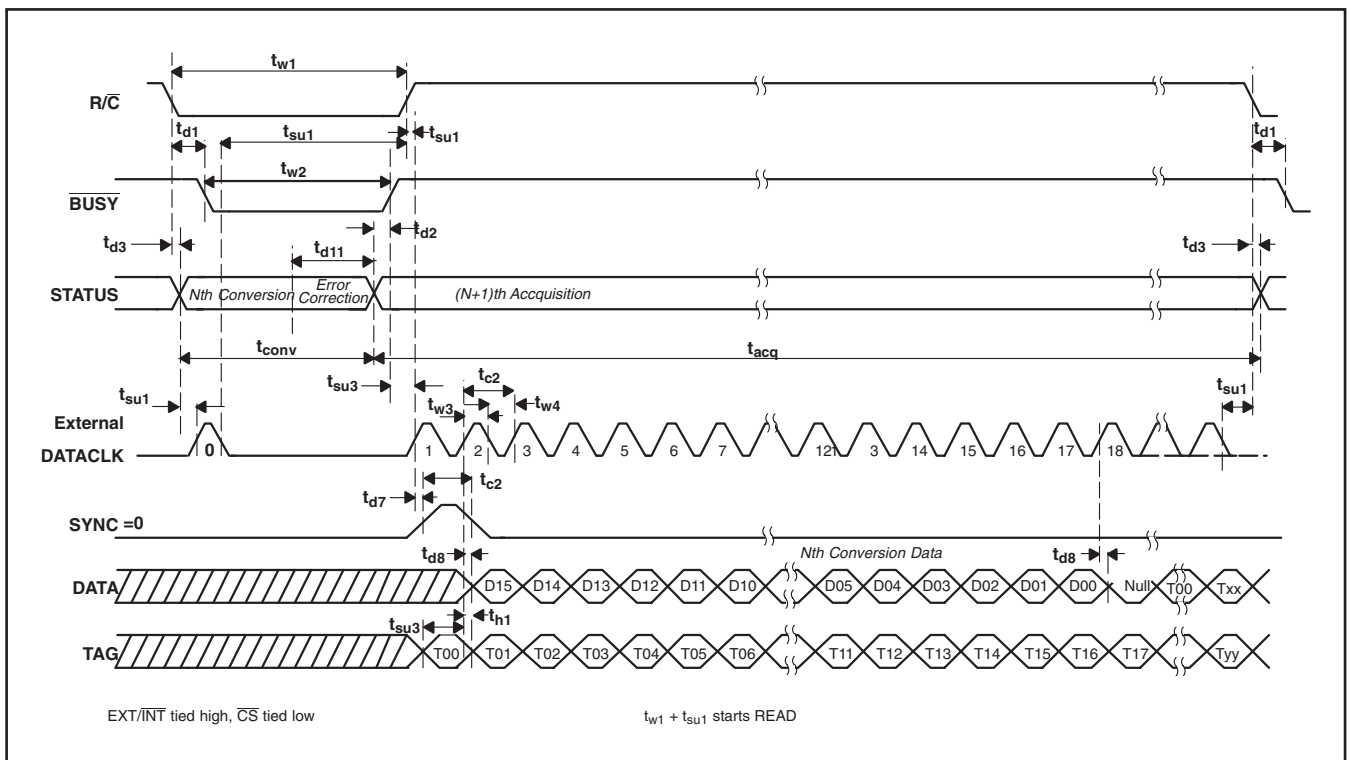 tw1
R/C
td1
tsu1
tsu1
td1
tw2
BUSY
td3
td2
td11
td3
STATUS
Nth Conversion
Error
Correction
(N+1)th Accquisition
tconv
tacq
tsu3
tc2
tsu1
tsu1
tw3
tw4
External
DATACLK
0 1 2 3 4 5 6 7 121 3 14 15 16 17 18
tc2
td7
SYNC =0
td8
Nth Conversion Data
td8
DATA
D15 D14 D13 D12 D11 D10 D05 D04 D03 D02 D01 D00 Null T00 Txx
tsu3
th1
TAG
T00 T01 T02 T03 T04 T05 T06 T11 T12 T13 T14 T15 T16 T17 Tyy
EXT/INT tied high, CS tied low
tw1 + tsu1 starts READ